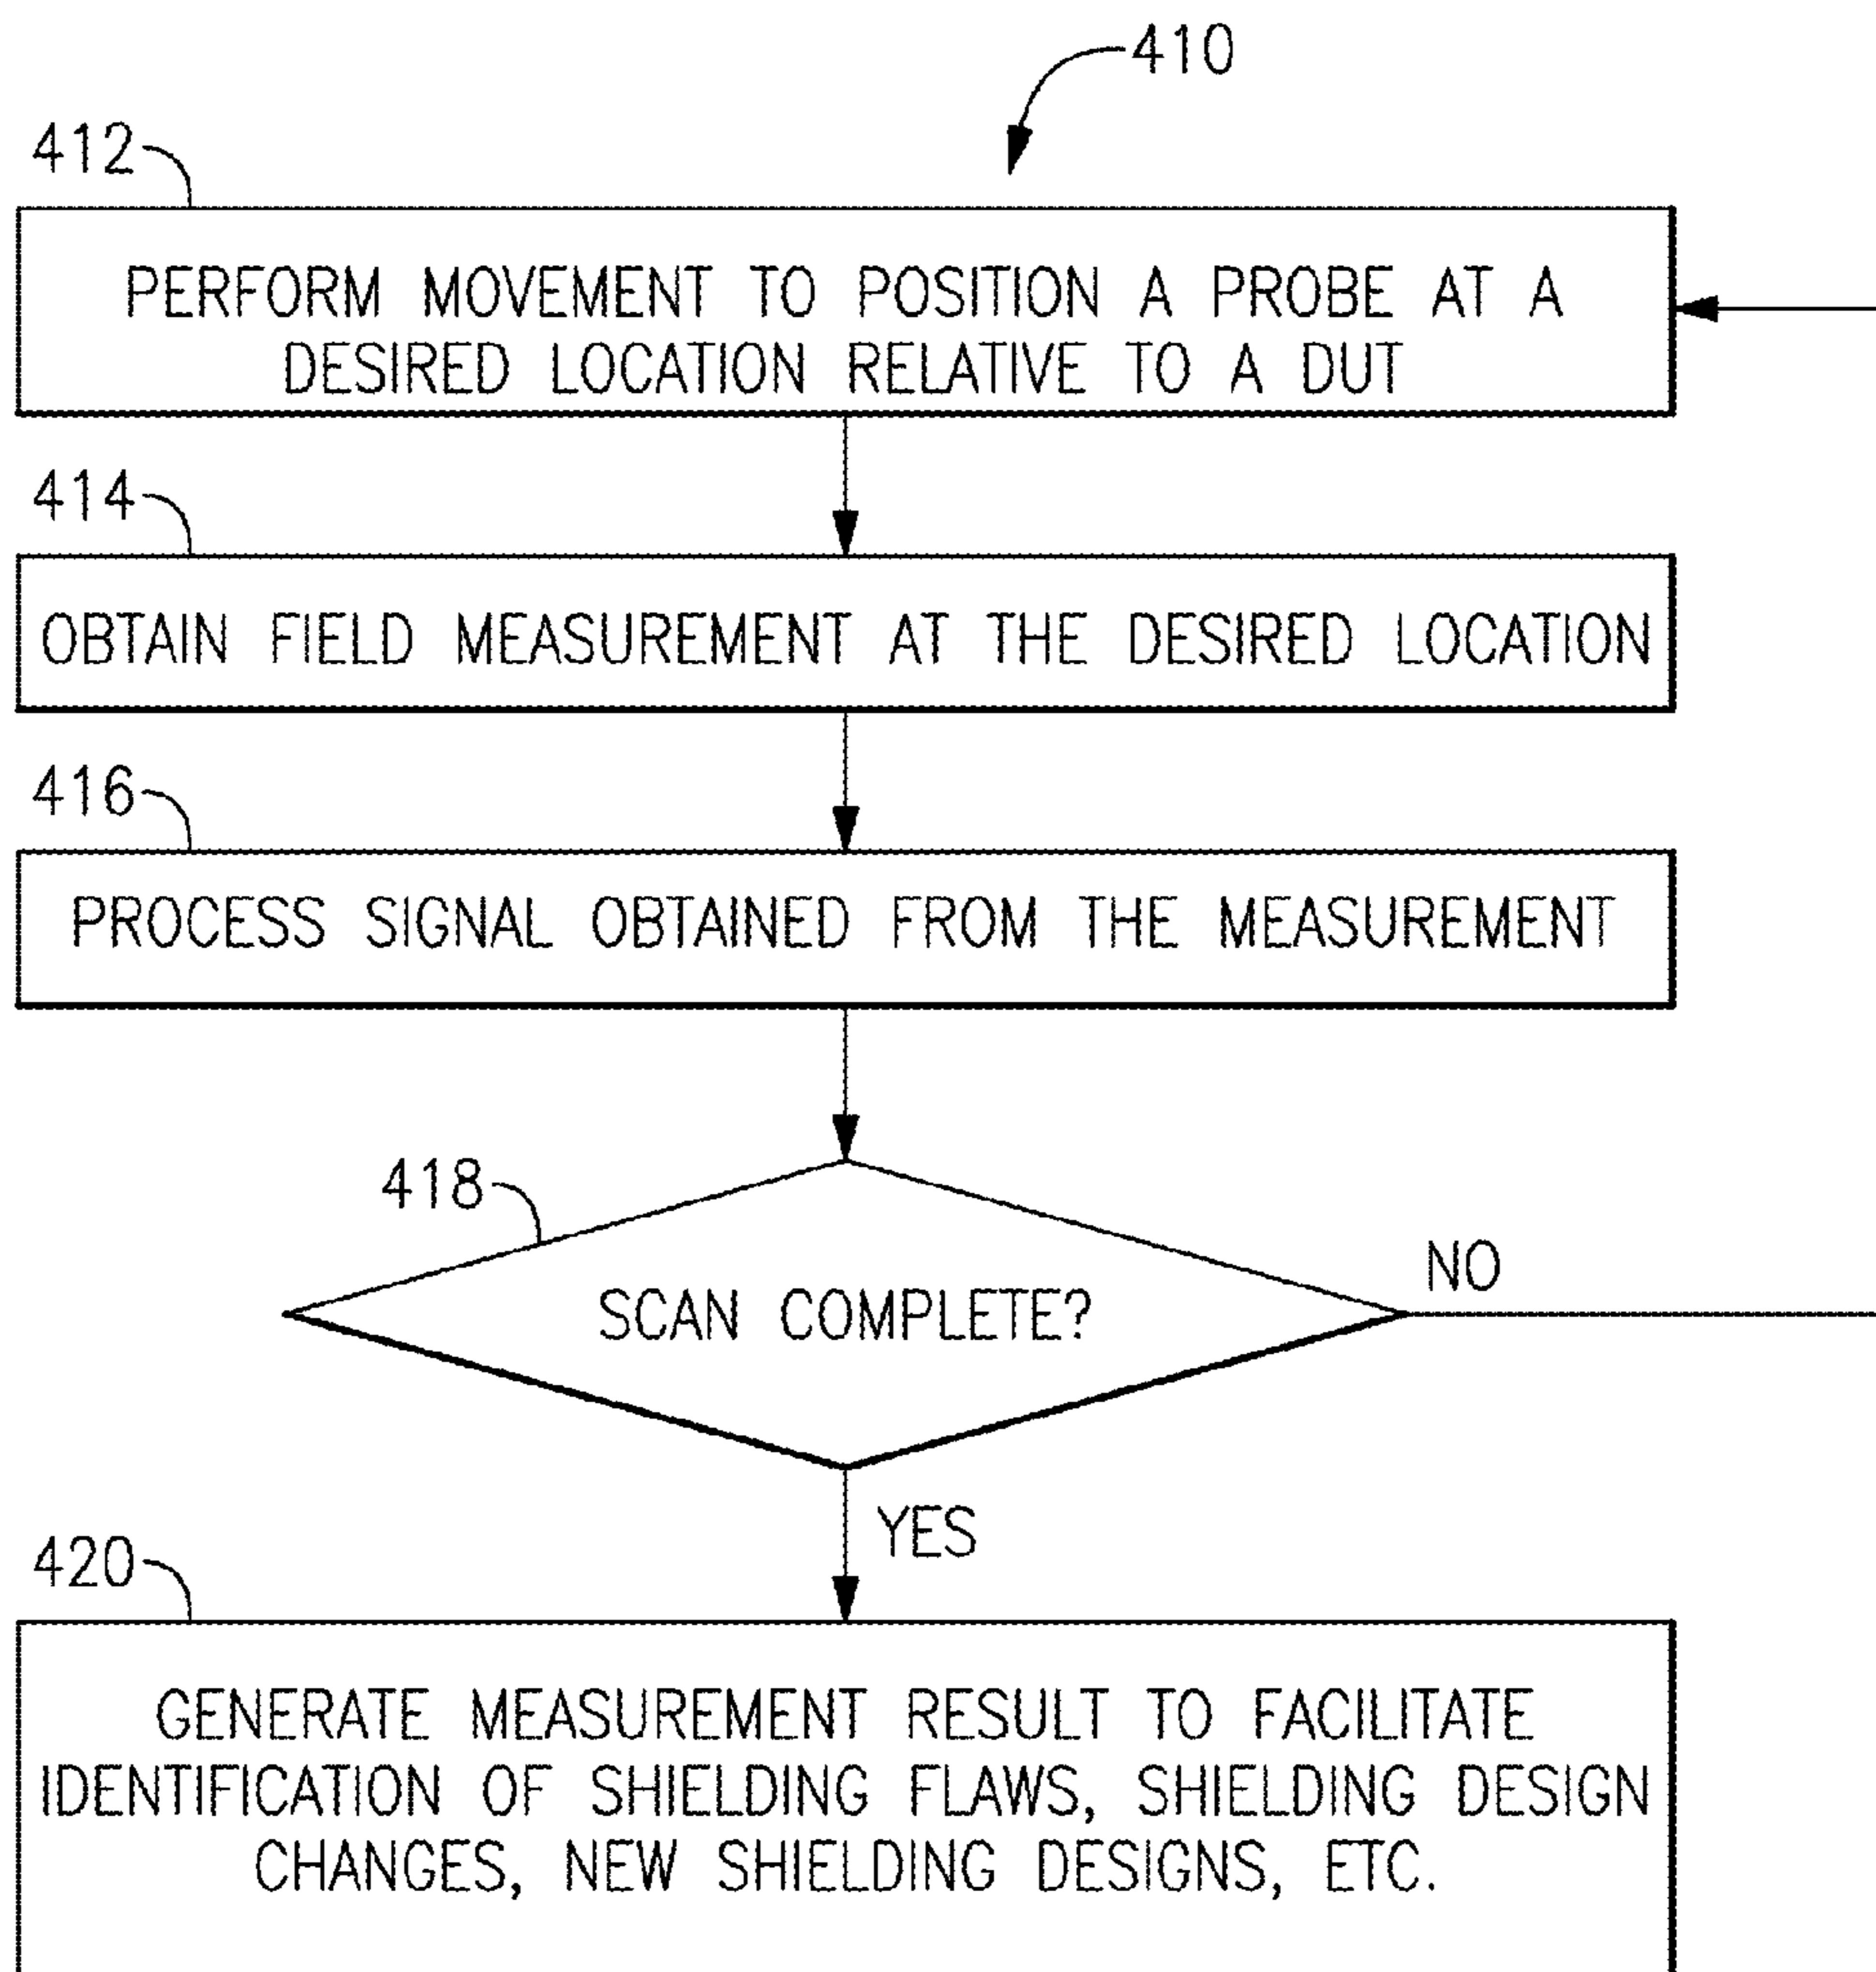 410
412
PERFORM MOVEMENT TO POSITION A PROBE AT A
DESIRED LOCATION RELATIVE TO A DUT
414
OBTAIN FIELD MEASUREMENT AT THE DESIRED LOCATION
416
PROCESS SIGNAL OBTAINED FROM THE MEASUREMENT
418
SCAN COMPLETE?
NO
YES
420
GENERATE MEASUREMENT RESULT TO FACILITATE
IDENTIFICATION OF SHIELDING FLAWS, SHIELDING DESIGN
CHANGES, NEW SHIELDING DESIGNS, ETC.